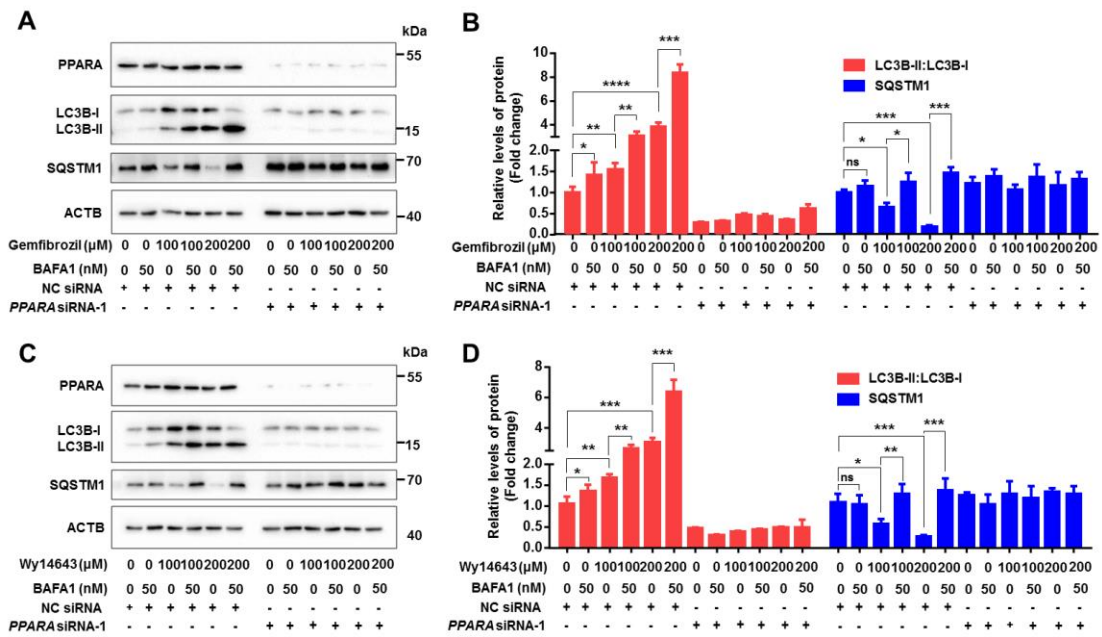 A
kDa
PPARA
55
LC3B-I
LC3B-II
15
SQSTM1
70
ACTB
40
Gemfibrozil (μM) 0 0 100 100 200 200 0 0 100 100 200 200
BAFA1 (nM) 0 50 0 50 0 50 0 50 0 50 0 50
NC siRNA + + + + + + - - - - - -
PPARA siRNA-1 - - - - - - + + + + + +
B
Relative levels of protein
(Fold change)
10
8
6
4
2.0
1.5
1.0
0.5
0.0
LC3B-II:LC3B-I
SQSTM1
* ** **** ** *** ns * *** * ***
Gemfibrozil (μM) 0 0 100 100 200 200 0 0 100 100 200 200 0 0 100 100 200 200 0 0 100 100 200 200
BAFA1 (nM) 0 50 0 50 0 50 0 50 0 50 0 50 0 50 0 50 0 50 0 50 0 50 0 50
NC siRNA + + + + + + - - - - - - + + + + + + - - - - - -
PPARA siRNA-1 - - - - - - + + + + + + - - - - - - + + + + + +
C
kDa
PPARA
55
LC3B-I
LC3B-II
15
SQSTM1
70
ACTB
40
Wy14643 (μM) 0 0 100 100 200 200 0 0 100 100 200 200
BAFA1 (nM) 0 50 0 50 0 50 0 50 0 50 0 50
NC siRNA + + + + + + - - - - - -
PPARA siRNA-1 - - - - - - + + + + + +
D
Relative levels of protein
(Fold change)
8
6
4
2.0
1.5
1.0
0.5
0.0
LC3B-II:LC3B-I
SQSTM1
* ** *** ** *** ns * *** ** ***
Wy14643 (μM) 0 0 100 100 200 200 0 0 100 100 200 200 0 0 100 100 200 200 0 0 100 100 200 200
BAFA1 (nM) 0 50 0 50 0 50 0 50 0 50 0 50 0 50 0 50 0 50 0 50 0 50 0 50
NC siRNA + + + + + + - - - - - - + + + + + + - - - - - -
PPARA siRNA-1 - - - - - - + + + + + + - - - - - - + + + + + +